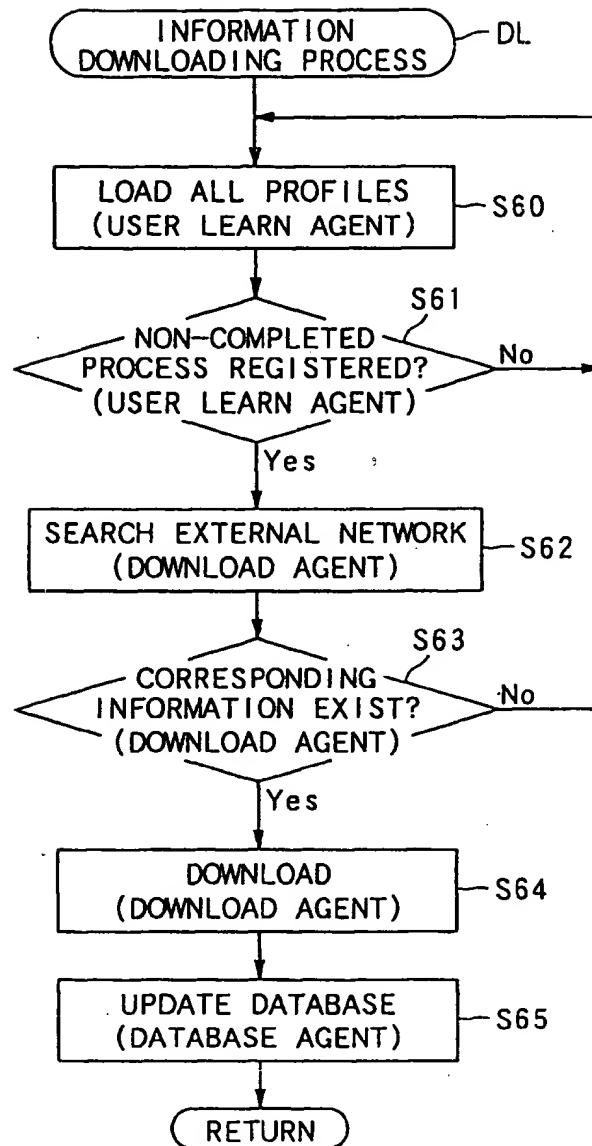 INFORMATION
DOWNLOADING PROCESS
DL
LOAD ALL PROFILES
(USER LEARN AGENT)
S60
S61
NON-COMPLETED
PROCESS REGISTERED?
(USER LEARN AGENT)
No
Yes
SEARCH EXTERNAL NETWORK
(DOWNLOAD AGENT)
S62
S63
CORRESPONDING
INFORMATION EXIST?
(DOWNLOAD AGENT)
No
Yes
DOWNLOAD
(DOWNLOAD AGENT)
S64
UPDATE DATABASE
(DATABASE AGENT)
S65
RETURN